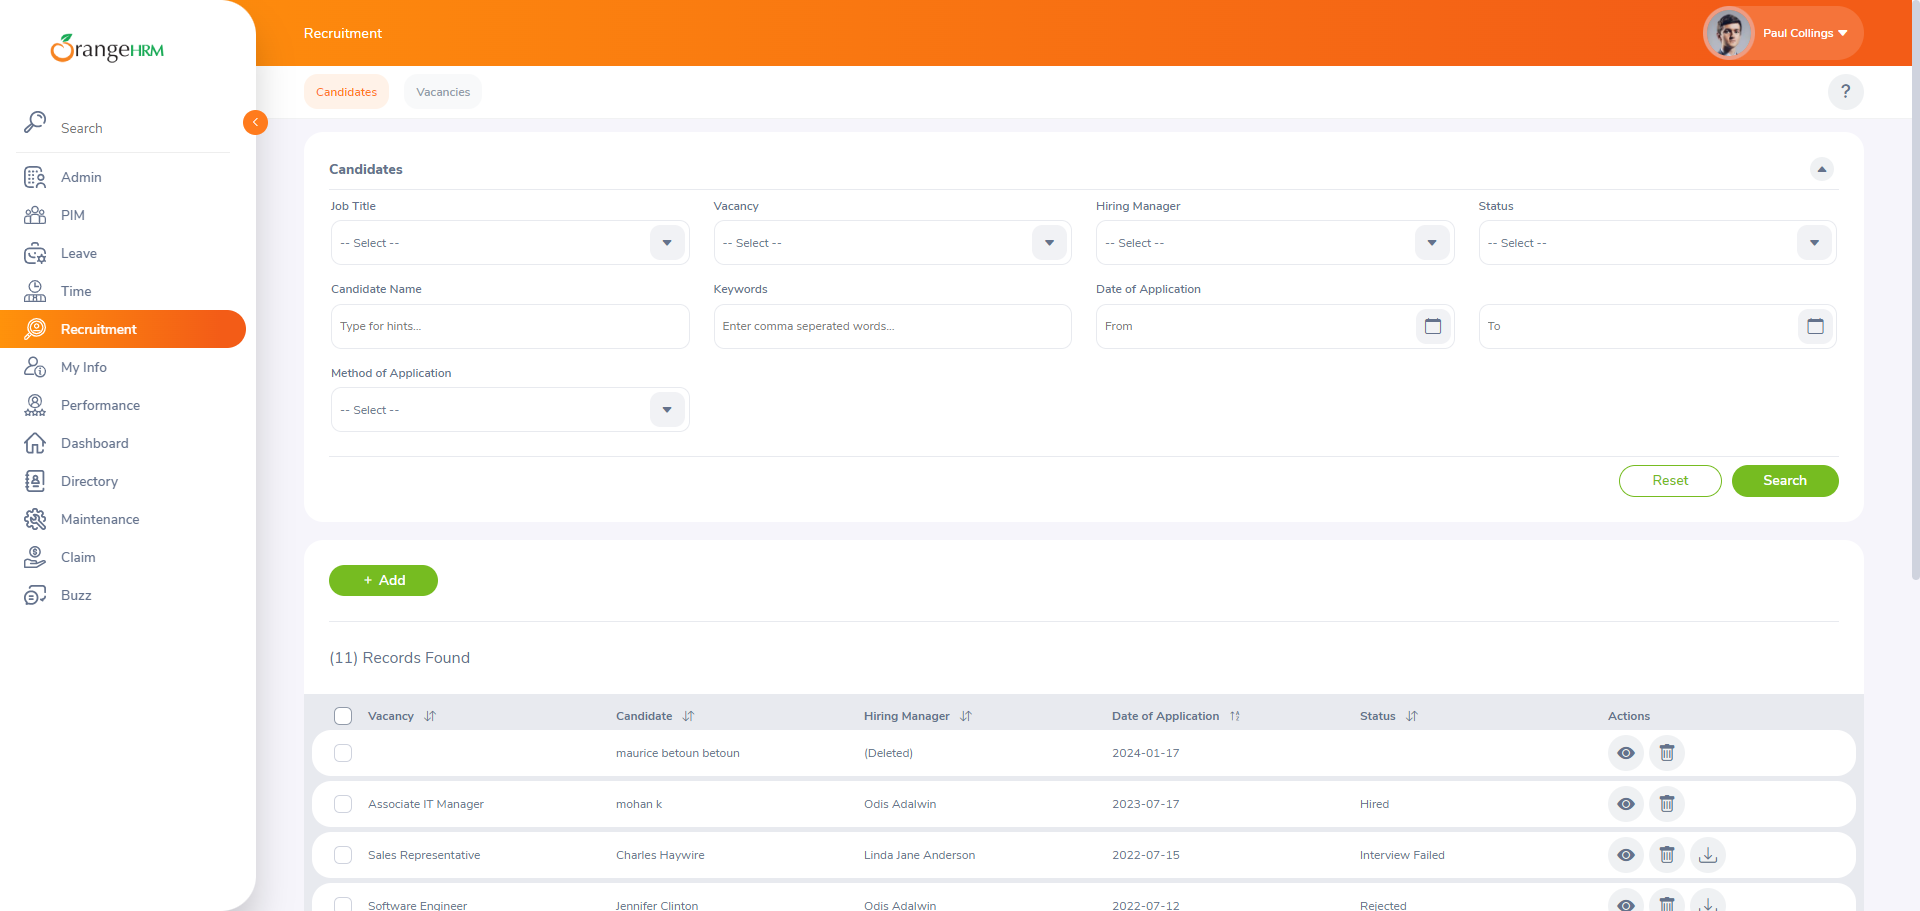 OrangeHRM
Recruitment
Paul Collings
Candidates
Vacancies
?
Search
Admin
PIM
Leave
Time
Recruitment
My Info
Performance
Dashboard
Directory
Maintenance
Claim
Buzz
Candidates
Job Title
Vacancy
Hiring Manager
Status
-- Select --
-- Select --
-- Select --
-- Select --
Candidate Name
Keywords
Date of Application
Type for hints...
Enter comma seperated words...
From
To
Method of Application
-- Select --
Reset
Search
+ Add
(11) Records Found
Vacancy Candidate Hiring Manager Date of Application Status Actions
maurice betoun betoun (Deleted) 2024-01-17
Associate IT Manager mohan k Odis Adalwin 2023-07-17 Hired
Sales Representative Charles Haywire Linda Jane Anderson 2022-07-15 Interview Failed
Software Engineer Jennifer Clinton Odis Adalwin 2022-07-12 Rejected